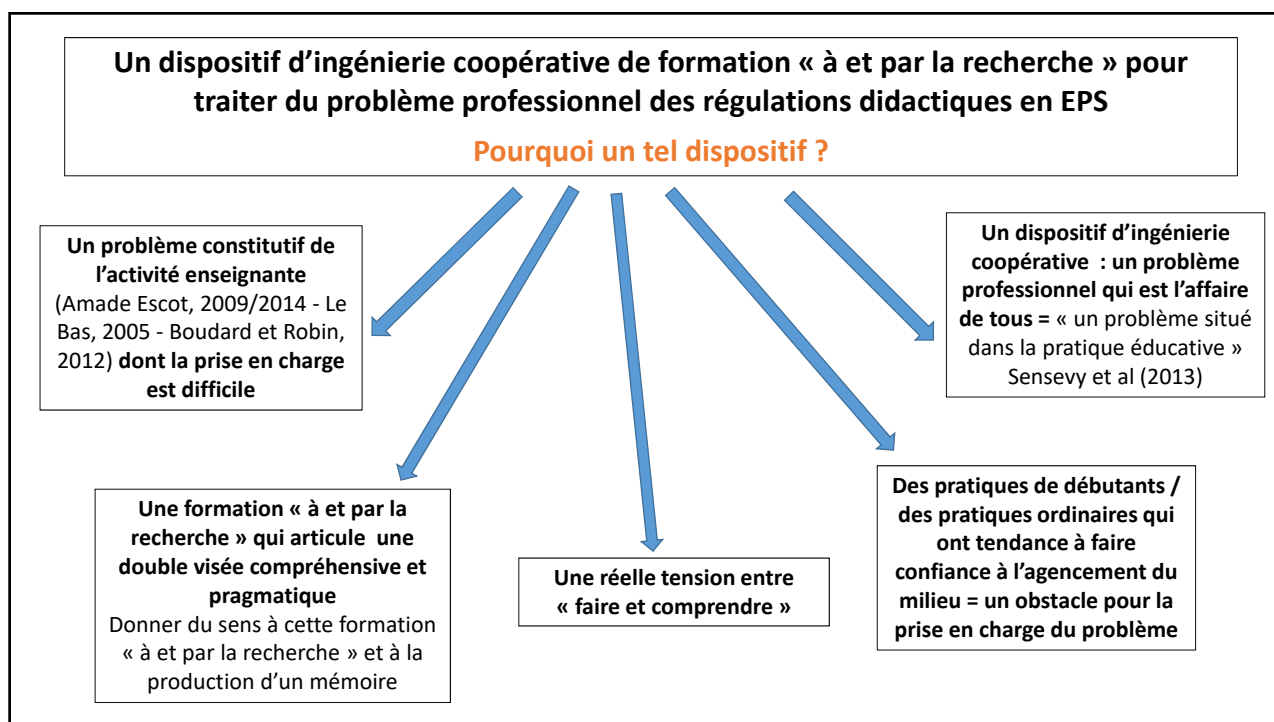 Un dispositif d’ingénierie coopérative de formation « à et par la recherche » pour
traiter du problème professionnel des régulations didactiques en EPS
Pourquoi un tel dispositif ?
Un problème constitutif de
l’activité enseignante
(Amade Escot, 2009/2014 - Le
Bas, 2005 - Boudard et Robin,
2012) dont la prise en charge
est difficile
Un dispositif d’ingénierie
coopérative : un problème
professionnel qui est l’affaire
de tous = « un problème situé
dans la pratique éducative »
Sensevy et al (2013)
Une formation « à et par la
recherche » qui articule une
double visée compréhensive et
pragmatique
Donner du sens à cette formation
« à et par la recherche » et à la
production d’un mémoire
Une réelle tension entre
« faire et comprendre »
Des pratiques de débutants /
des pratiques ordinaires qui
ont tendance à faire
confiance à l’agencement du
milieu = un obstacle pour la
prise en charge du problème